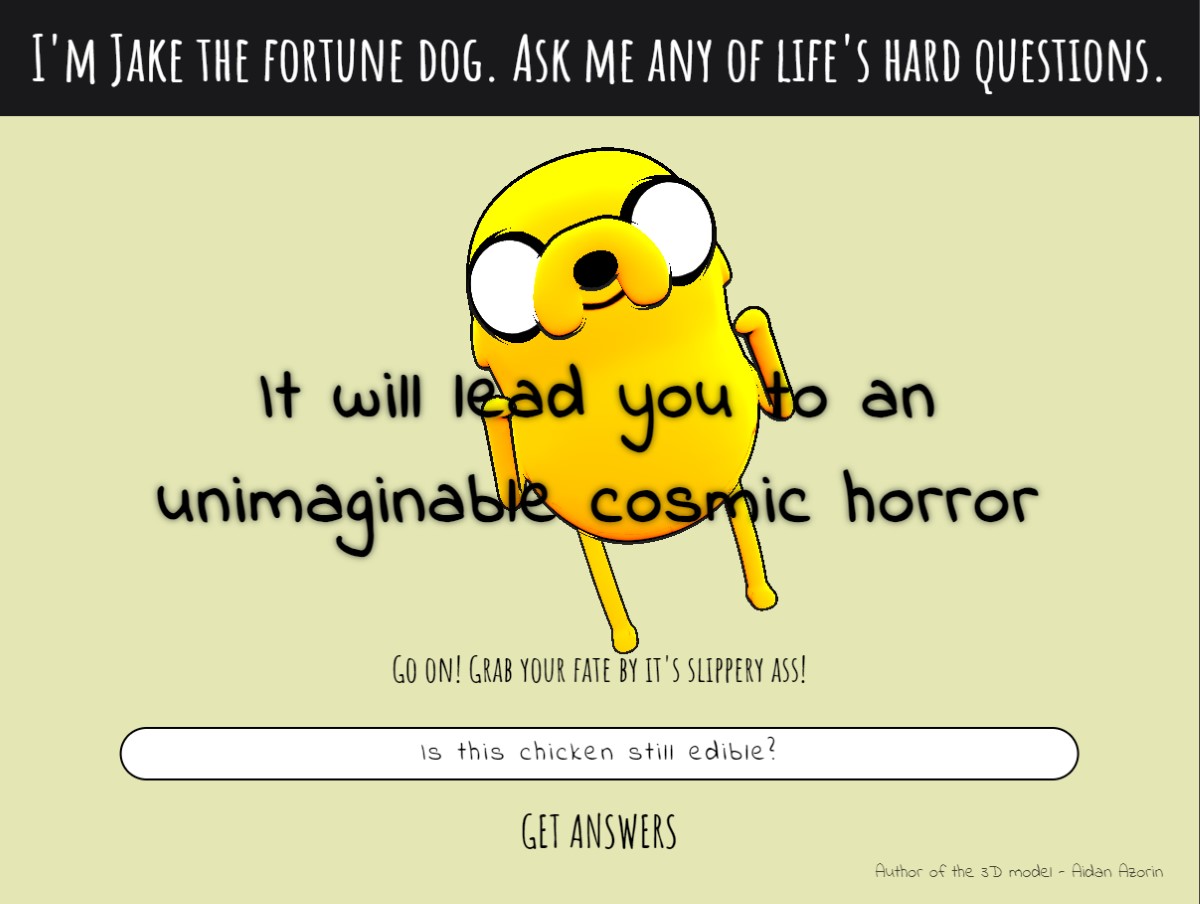 I'm Jake the fortune dog. Ask me any of life's hard questions.
It will lead you to an
unimaginable cosmic horror
Go on! Grab your fate by it's slippery ass!
Is this chicken still edible?
GET ANSWERS
Author of the 3D model - Aidan Azorin